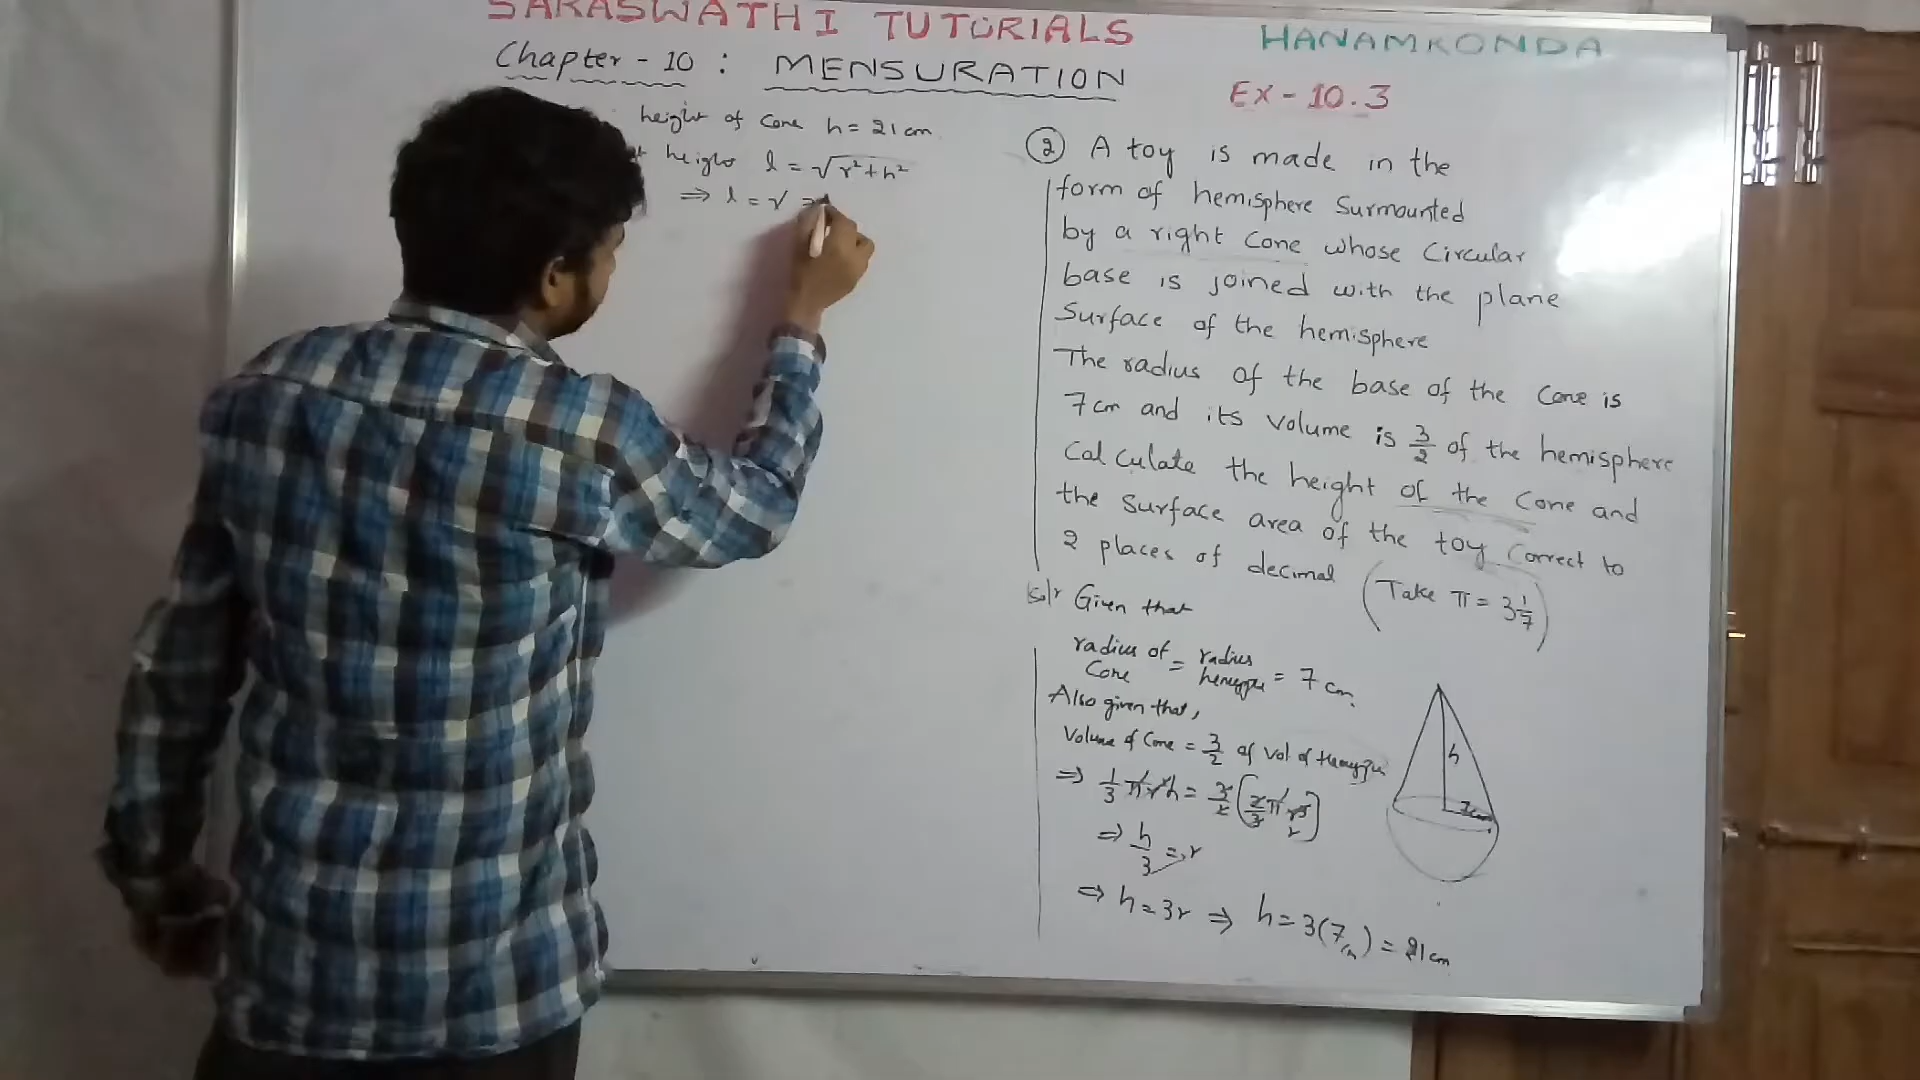 SARASWATHI TUTORIALS
HANAMKONDA
Chapter - 10 : MENSURATION
EX - 10.3
height of Cone h = 21 cm
height l = √r²+h²
⇒ l = √
② A toy is made in the
form of hemisphere Surmounted
by a right Cone whose Circular
base is joined with the plane
Surface of the hemisphere
The radius of the base of the Cone is
7cm and its volume is 3/2 of the hemisphere
Calculate the height of the Cone and
the surface area of the toy Correct to
2 places of decimal (Take π = 3 1/7)
Given that
radius of Cone = radius = 7 cm
Also given that,
Volume of Cone = 3/2 of Vol of
⇒ 1/3 πr²h = 3/2 (2/3 πr³)
r
⇒ h/3 = r
⇒ h = 3r ⇒ h = 3(7cm) = 21cm
h
7cm